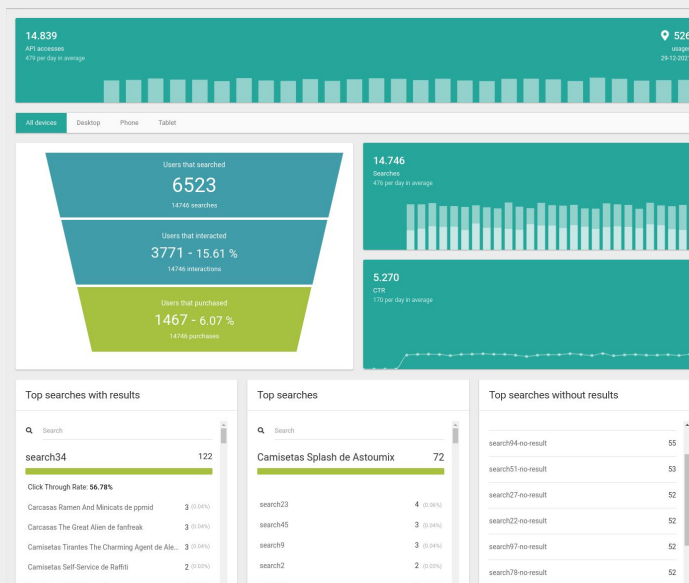 14.839
API accesses
479 per day in average
526
usages
29-12-2021
All devices Desktop Phone Tablet
Users that searched
6523
14746 searches
Users that interacted
3771 - 15.61 %
14746 interactions
Users that purchased
1467 - 6.07 %
14746 purchases
14.746
Searches
476 per day in average
5.270
CTR
170 per day in average
Top searches with results
Search
search34 122
Click Through Rate: 56.78%
Carcasas Ramen And Minicats de ppmid 3 (0.04%)
Carcasas The Great Alien de fanfreak 3 (0.04%)
Camisetas Tirantes The Charming Agent de Ale... 3 (0.04%)
Camisetas Self-Service de Raffiti 2 (0.03%)
Top searches
Search
Camisetas Splash de Astoumix 72
search23 4 (0.06%)
search45 3 (0.04%)
search9 3 (0.04%)
search2 2 (0.03%)
Top searches without results
search94-no-result 55
search51-no-result 53
search27-no-result 52
search22-no-result 52
search97-no-result 52
search78-no-result 52